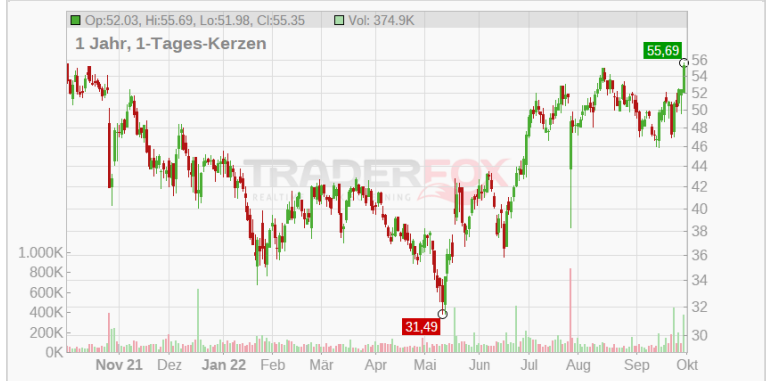 Op:52.03, Hi:55.69, Lo:51.98, Cl:55.35 Vol: 374.9K
1 Jahr, 1-Tages-Kerzen
55,69
56
54
52
50
48
46
44
42
40
38
36
34
32
30
TRADERFOX
31,49
1.000K
800K
600K
400K
200K
0K
Nov 21 Dez Jan 22 Feb Mär Apr Mai Jun Jul Aug Sep Okt